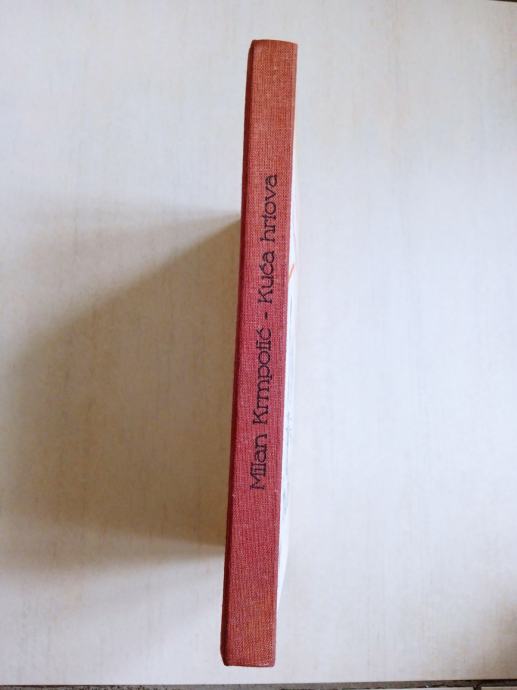 Milan Krmpotić - Kuća hrtova